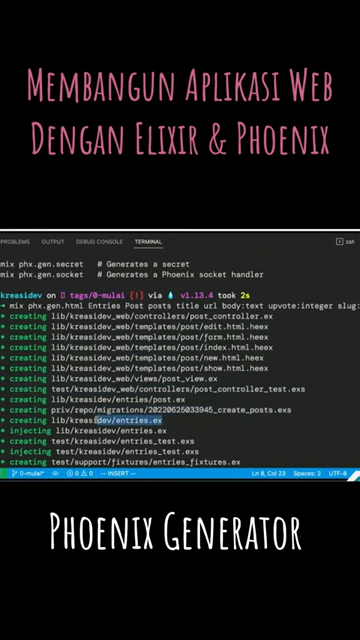 Membangun Aplikasi Web
Dengan Elixir & Phoenix
PROBLEMS OUTPUT DEBUG CONSOLE TERMINAL zsh
mix phx.gen.secret # Generates a secret
mix phx.gen.socket # Generates a Phoenix socket handler
kreasidev on tags/0-mulai [!] via v1.13.4 took 2s
➜ mix phx.gen.html Entries Post posts title url body:text upvote:integer slug:
* creating lib/kreasidev_web/controllers/post_controller.ex
* creating lib/kreasidev_web/templates/post/edit.html.heex
* creating lib/kreasidev_web/templates/post/form.html.heex
* creating lib/kreasidev_web/templates/post/index.html.heex
* creating lib/kreasidev_web/templates/post/new.html.heex
* creating lib/kreasidev_web/templates/post/show.html.heex
* creating lib/kreasidev_web/views/post_view.ex
* creating test/kreasidev_web/controllers/post_controller_test.exs
* creating lib/kreasidev/entries/post.ex
* creating priv/repo/migrations/20220625033945_create_posts.exs
* creating lib/kreasidev/entries.ex
* injecting lib/kreasidev/entries.ex
* creating test/kreasidev/entries_test.exs
* injecting test/kreasidev/entries_test.exs
* creating test/support/fixtures/entries_fixtures.ex
0-mulai* 0 0 -- INSERT -- Ln 8, Col 23 Spaces: 2 UTF-8
Phoenix Generator